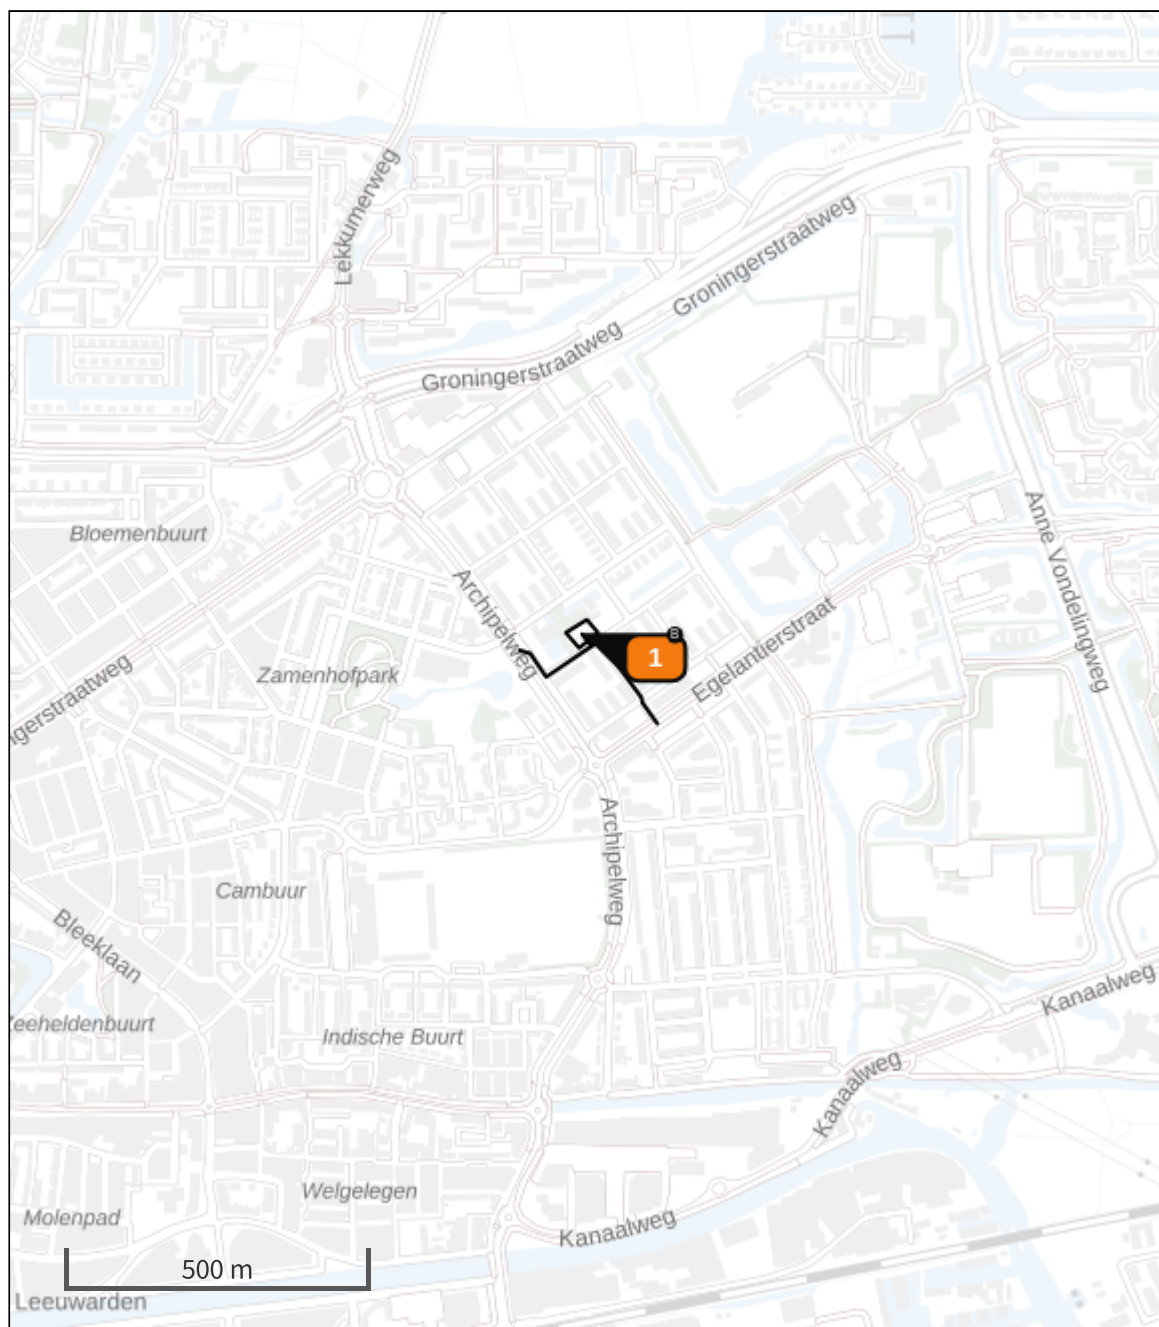 Lekkumerweg
Groningerstraatweg
Groningerstraatweg
Bloemenbuurt
Archipelweg
Anne Vondelingweg
Zamenhofpark
1
B
Egelantierstraat
ngerstraatweg
Archipelweg
Cambuur
Bleeklaan
Kanaalweg
eeheldenbuurt
Indische Buurt
Kanaalweg
Welgelegen
Molenpad
Kanaalweg
500 m
Leeuwarden